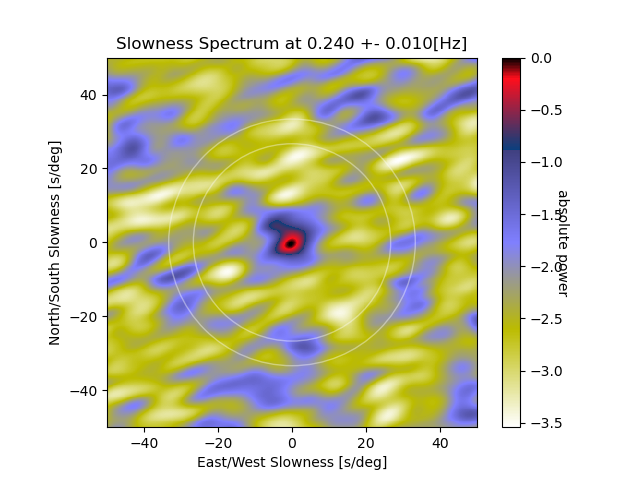 Slowness Spectrum at 0.240 +- 0.010[Hz]
40
20
0
−20
−40
North/South Slowness [s/deg]
−40 −20 0 20 40
East/West Slowness [s/deg]
0.0
−0.5
−1.0
−1.5
−2.0
−2.5
−3.0
−3.5
absolute power